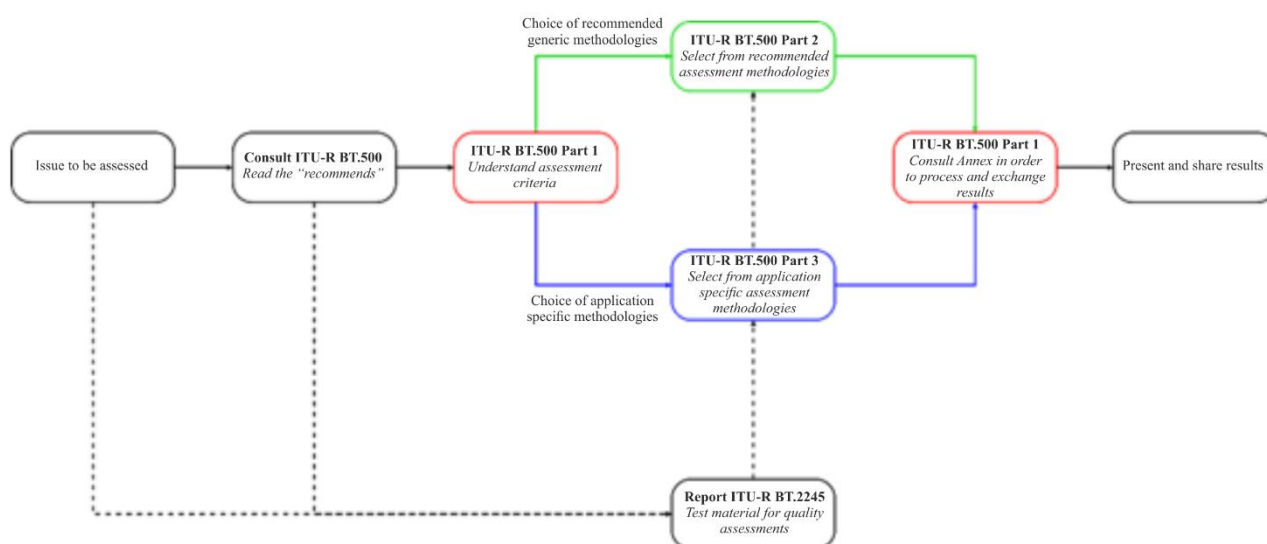 Choice of recommended
generic methodologies
ITU-R BT.500 Part 2
Select from recommended
assessment methodologies
Issue to be assessed
Consult ITU-R BT.500
Read the “recommends”
ITU-R BT.500 Part 1
Understand assessment
criteria
ITU-R BT.500 Part 1
Consult Annex in order
to process and exchange
results
Present and share results
ITU-R BT.500 Part 3
Select from application
specific assessment
methodologies
Choice of application
specific methodologies
Report ITU-R BT.2245
Test material for quality
assessments